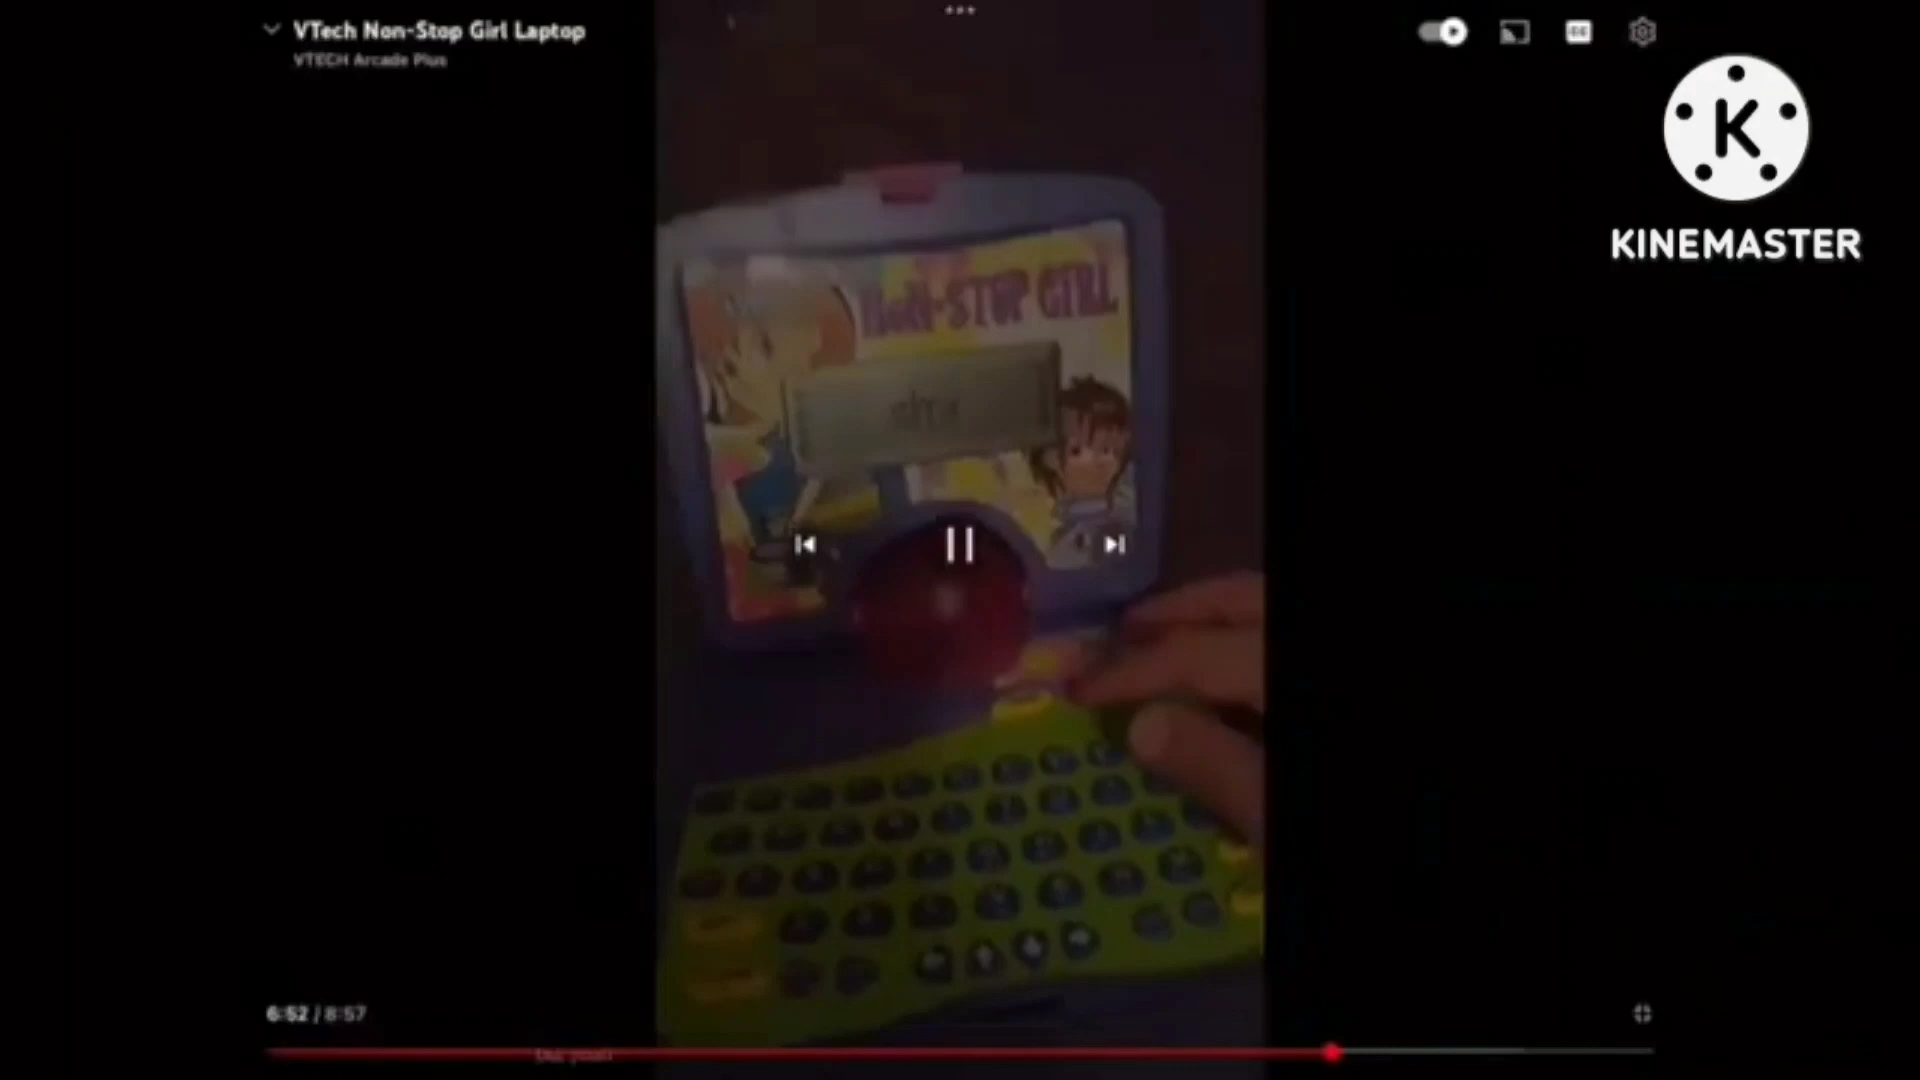 VTech Non-Stop Girl Laptop
VTECH Arcade Plus
K
KINEMASTER
NON-STOP GIRL
6:52 / 8:57